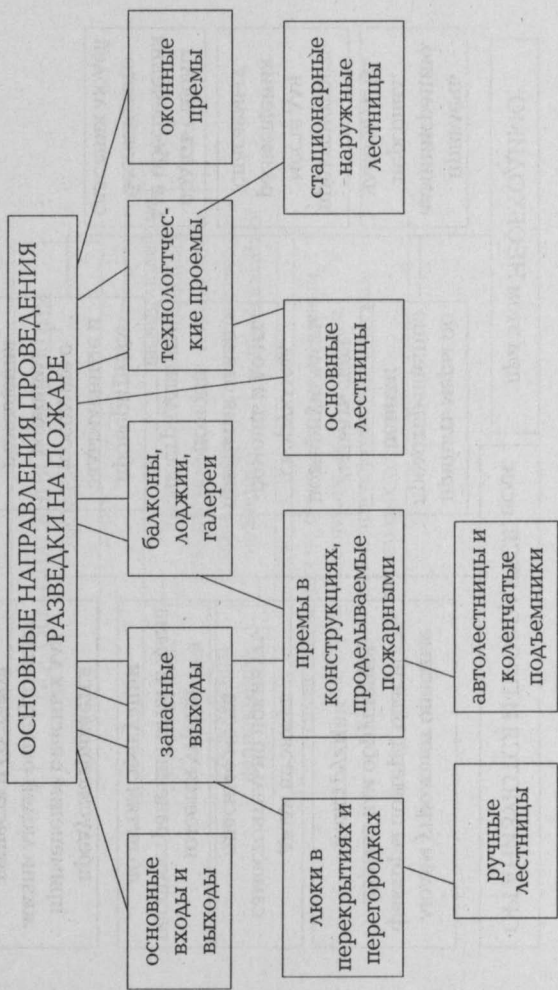 ОСНОВНЫЕ НАПРАВЛЕНИЯ ПРОВЕДЕНИЯ
РАЗВЕДКИ НА ПОЖАРЕ
основные
входы и
выходы
запасные
выходы
балконы,
лоджии,
галереи
технологтчес-
кие проемы
оконные
премы
люки в
перекрытиях и
перегородках
премы в
конструкциях,
проделываемые
пожарными
основные
лестницы
стационарные
наружные
лестницы
ручные
лестницы
автолестницы и
коленчатые
подъемники